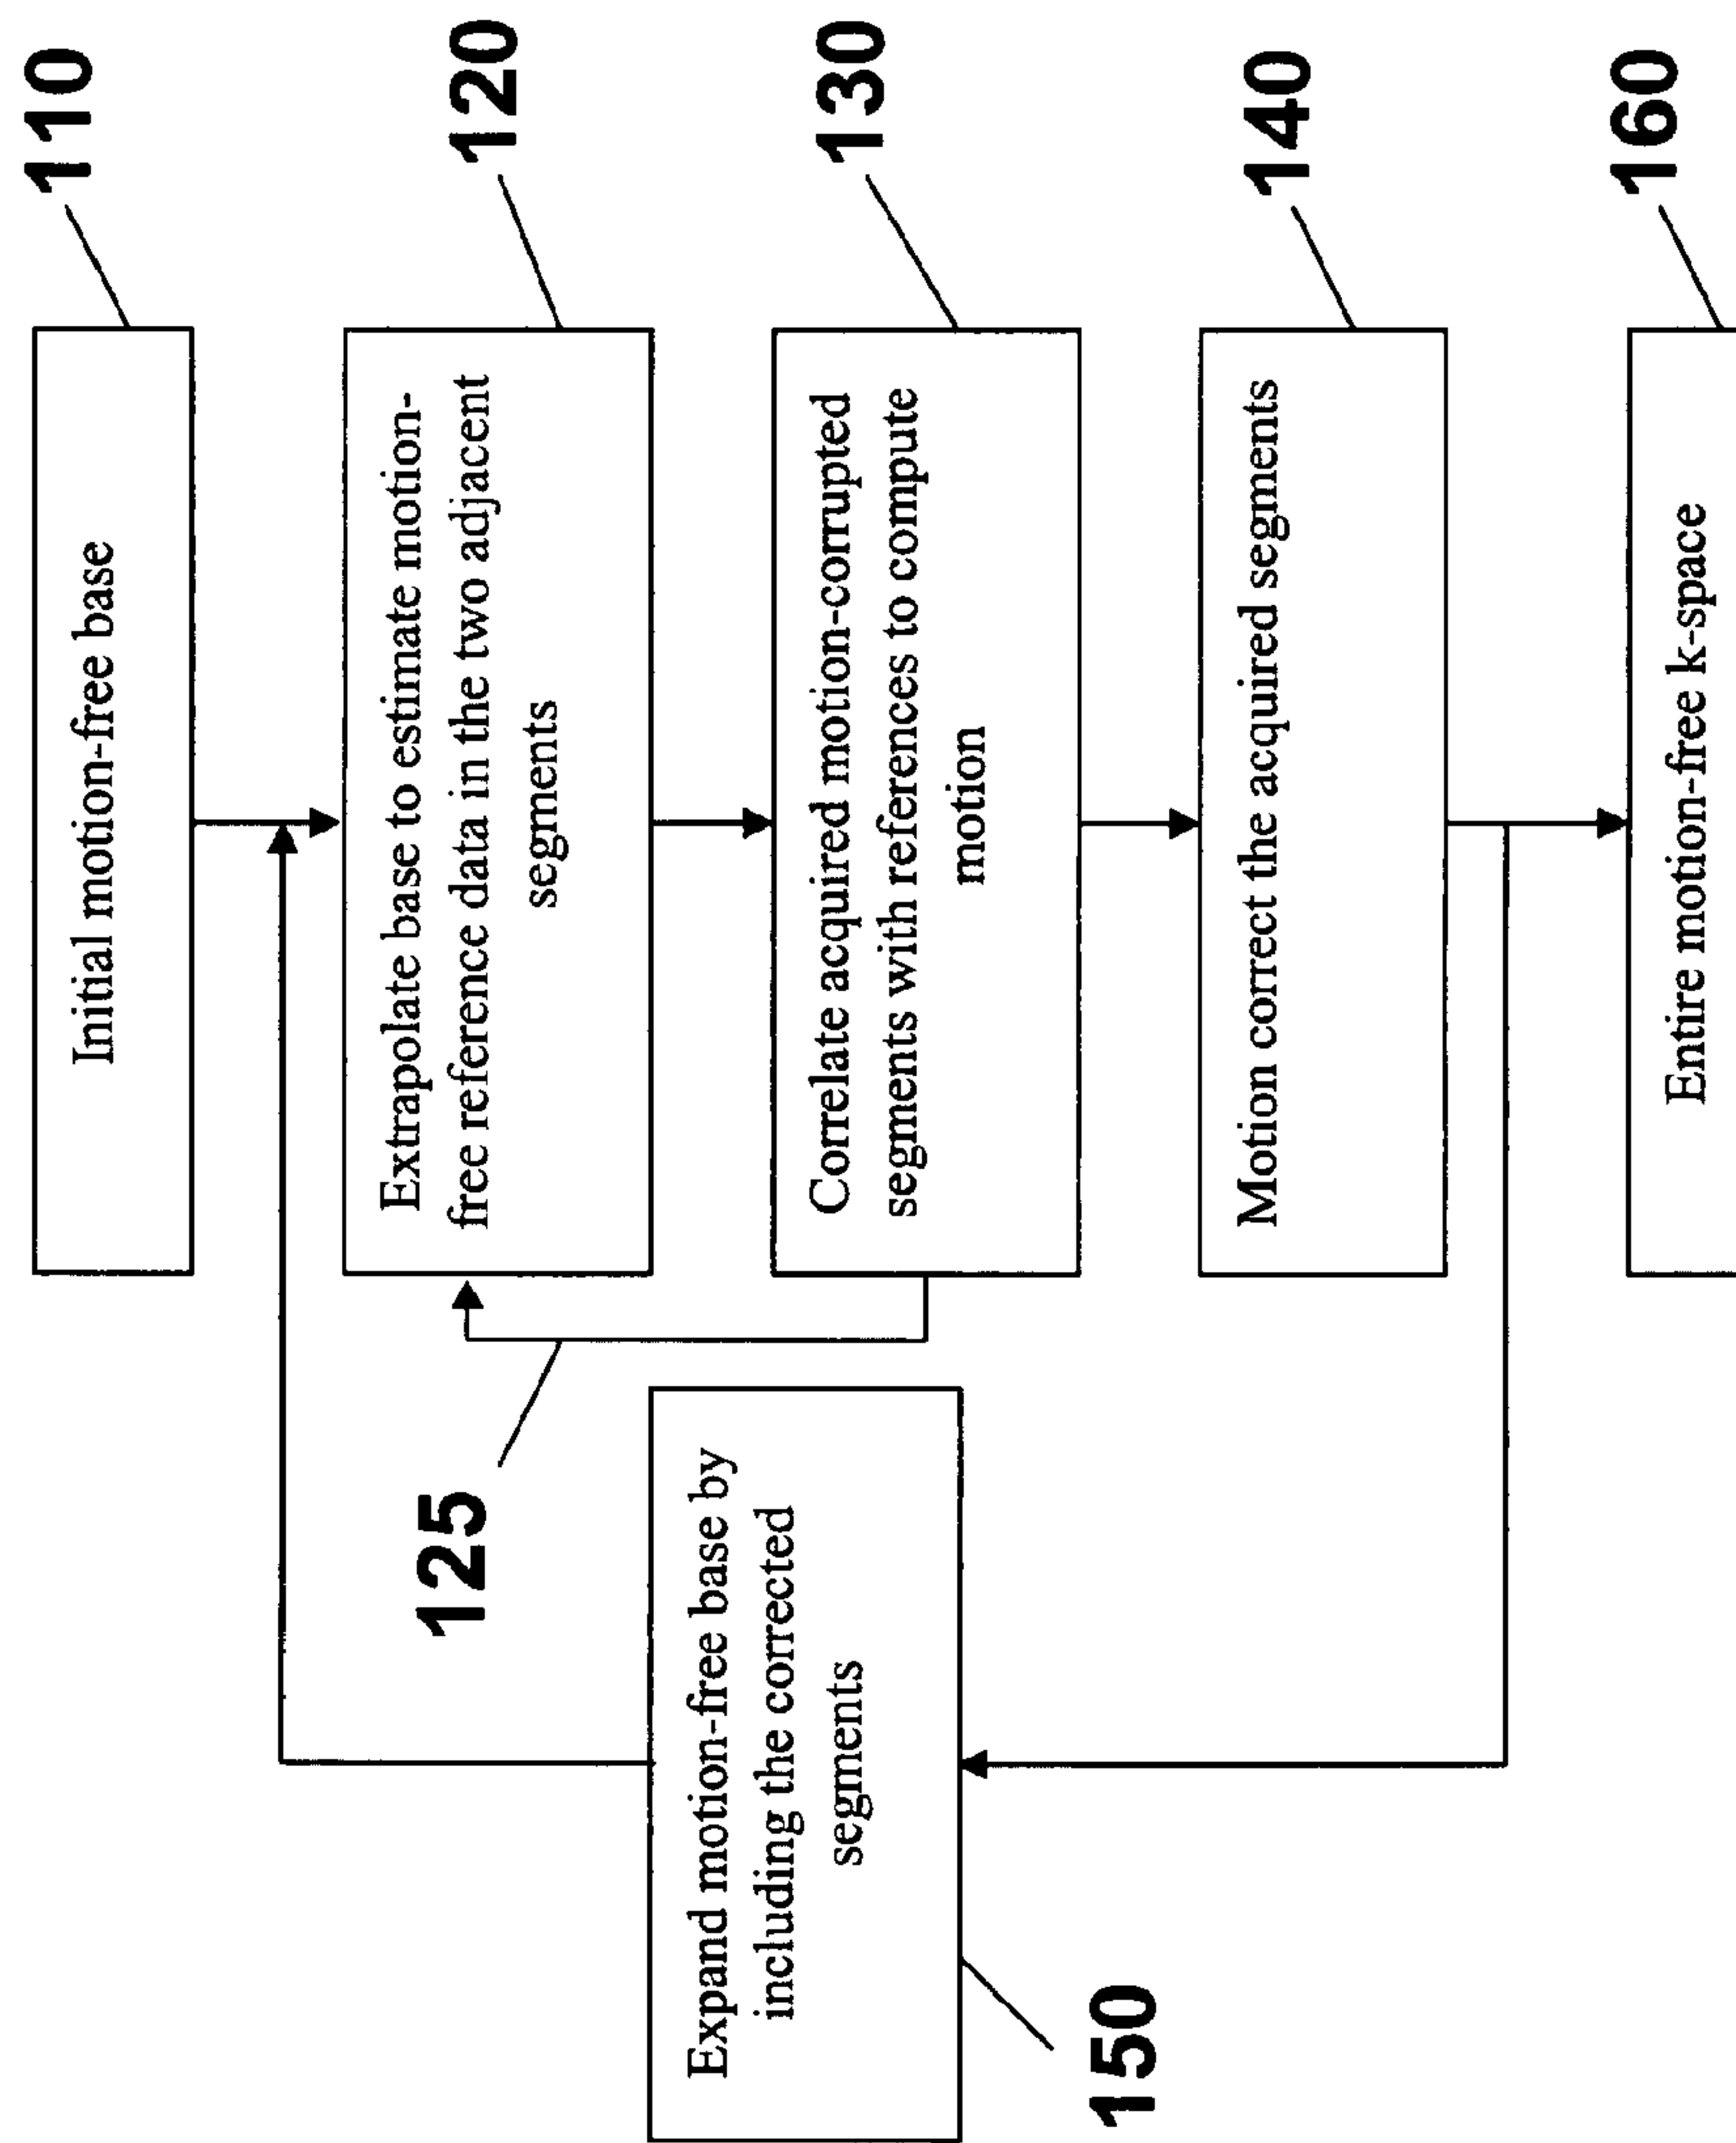 Initial motion-free base
110
Extrapolate base to estimate motion-
free reference data in the two adjacent
segments
120
125
Correlate acquired motion-corrupted
segments with references to compute
motion
130
Motion correct the acquired segments
140
Expand motion-free base by
including the corrected
segments
150
Entire motion-free k-space
160